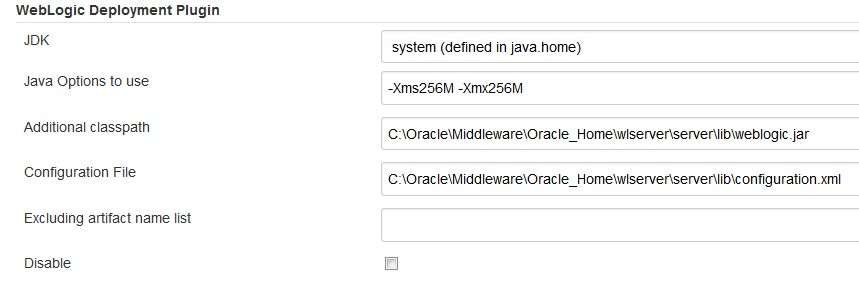 WebLogic Deployment Plugin
JDK
system (defined in java.home)
Java Options to use
-Xms256M -Xmx256M
Additional classpath
C:\Oracle\Middleware\Oracle_Home\wlserver\server\lib\weblogic.jar
Configuration File
C:\Oracle\Middleware\Oracle_Home\wlserver\server\lib\configuration.xml
Excluding artifact name list
Disable